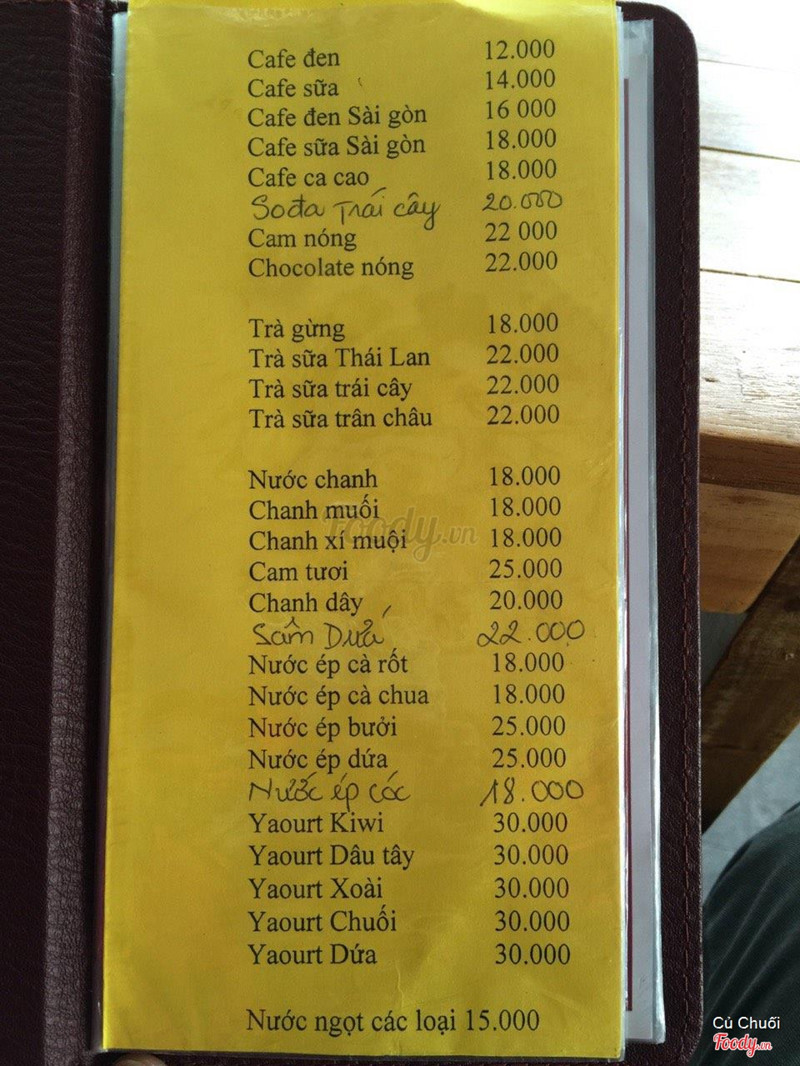 Cafe đen 12.000
Cafe sữa 14.000
Cafe đen Sài gòn 16 000
Cafe sữa Sài gòn 18.000
Cafe ca cao 18.000
Sođa Trái cây 20.000
Cam nóng 22 000
Chocolate nóng 22.000
Trà gừng 18.000
Trà sữa Thái Lan 22.000
Trà sữa trái cây 22.000
Trà sữa trân châu 22.000
Nước chanh 18.000
Chanh muối 18.000
Chanh xí muội 18.000
Foody.vn
Cam tươi 25.000
Chanh dây 20.000
Sâm Dứa 22.000
Nước ép cà rốt 18.000
Nước ép cà chua 18.000
Nước ép bưởi 25.000
Nước ép dứa 25.000
Nước ép cóc 18.000
Yaourt Kiwi 30.000
Yaourt Dâu tây 30.000
Yaourt Xoài 30.000
Yaourt Chuối 30.000
Yaourt Dứa 30.000
Nước ngọt các loại 15.000
Củ Chuối
Foody.vn